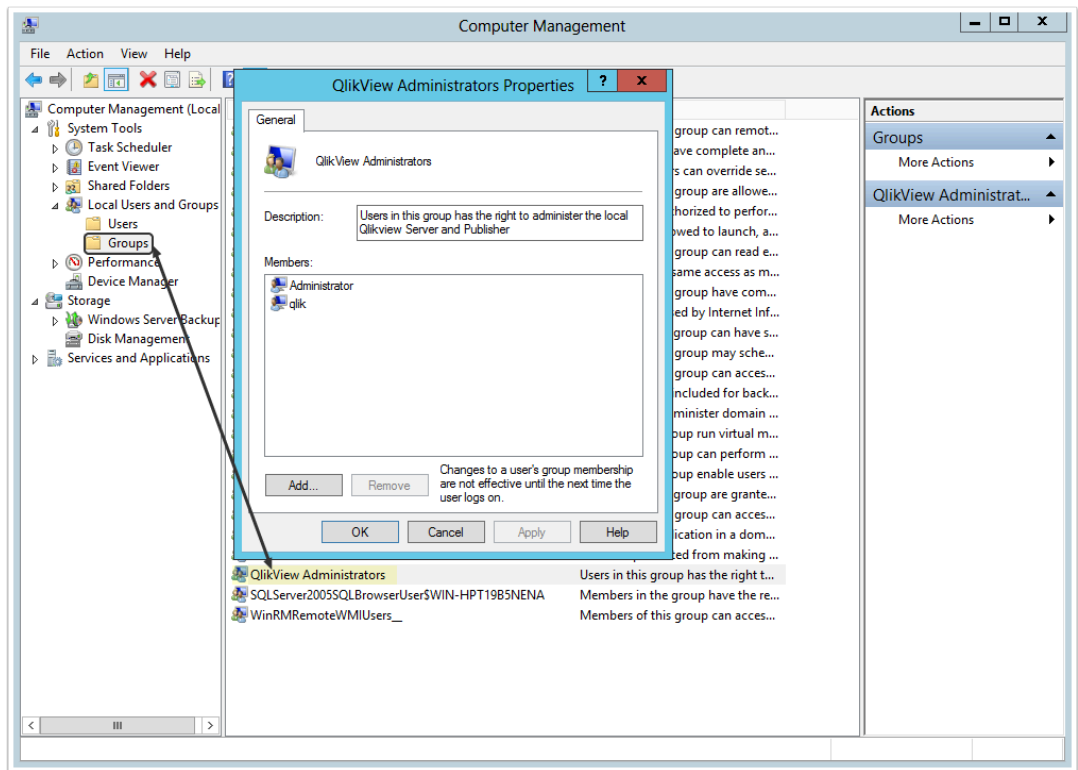 Computer Management
File Action View Help
Computer Management (Local
System Tools
Task Scheduler
Event Viewer
Shared Folders
Local Users and Groups
Users
Groups
Performance
Device Manager
Storage
Windows Server Backup
Disk Management
Services and Applications
QlikView Administrators Properties
?
x
General
QlikView Administrators
Description:
Users in this group has the right to administer the local
Qlikview Server and Publisher
Members:
Administrator
qlik
Add...
Remove
Changes to a user's group membership
are not effective until the next time the
user logs on.
OK
Cancel
Apply
Help
group can remot...
ave complete an...
rs can override se...
group are allowe...
horized to perfor...
owed to launch, a...
group can read e...
same access as m...
group have com...
sed by Internet Inf...
group can have s...
group may sche...
group can acces...
included for back...
minister domain ...
oup run virtual m...
oup can perform ...
oup enable users ...
group are grante...
group can acces...
lication in a dom...
ted from making ...
QlikView Administrators Users in this group has the right t...
SQLServer2005SQLBrowserUser$WIN-HPT19B5NENA Members in the group have the re...
WinRMRemoteWMIUsers__ Members of this group can acces...
Actions
Groups
More Actions
QlikView Administrat...
More Actions